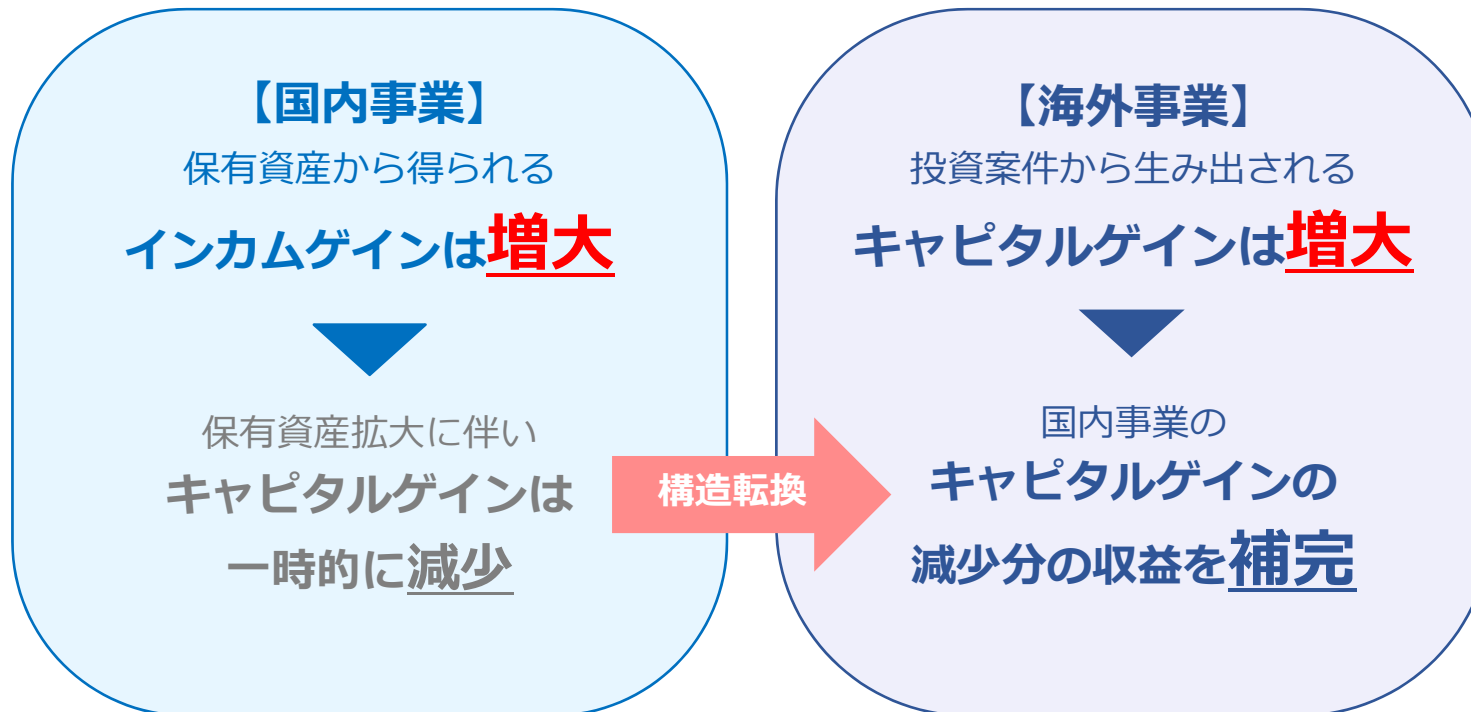 【国内事業】
保有資産から得られる
インカムゲインは増大
保有資産拡大に伴い
キャピタルゲインは
一時的に減少
構造転換
【海外事業】
投資案件から生み出される
キャピタルゲインは増大
国内事業の
キャピタルゲインの
減少分の収益を補完